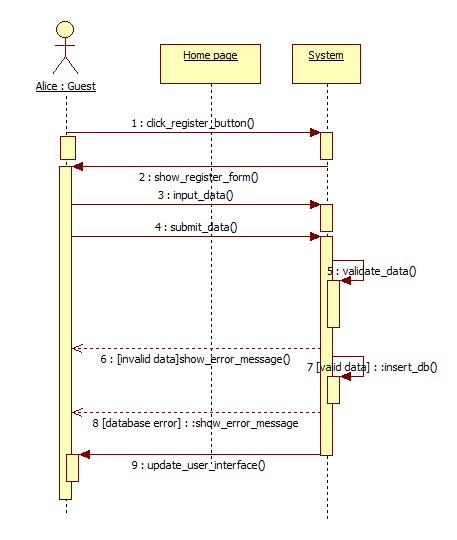 Alice : Guest
Home page
System
1 : click_register_button()
2 : show_register_form()
3 : input_data()
4 : submit_data()
5 : validate_data()
6 : [invalid data]show_error_message()
7 [valid data] : :insert_db()
8 [database error] : :show_error_message
9 : update_user_interface()